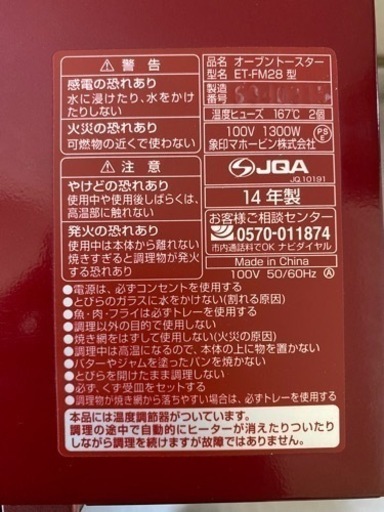 ⚠ 警告
感電の恐れあり
水に浸けたり、水をかけ
たりしない
火災の恐れあり
可燃物の近くで使わない
⚠ 注意
やけどの恐れあり
使用中や使用後しばらくは、
高温部に触れない
発火の恐れあり
使用中は本体から離れない
焼きすぎると調理物が発火
する恐れあり
品名 オーブントースター
型名 ET-FM28 型
製造
番号
温度ヒューズ 167℃ 2個
100V 1300W
PSE
象印マホービン株式会社
JQA
JQ10191
14年製
お客様ご相談センター
0570-011874
市内通話料でOK ナビダイヤル
Made in China
100V 50/60Hz Ⓐ
●電源は、必ずコンセントを使用する
●とびらのガラスに水をかけない(割れる原因)
●魚・肉・フライは必ずトレーを使用する
●調理以外の目的で使用しない
●焼き網をはずして使用しない(火災の原因)
●調理中は高温になるので、本体の上に物を置かない
●バターやジャムを塗ったパンを焼かない
●とびらを開けたまま調理しない
●必ず、くず受皿をセットする
●調理物が焼き網から落ちやすい場合は、必ずトレーを使用する
本品には温度調節器がついています。
調理の途中で自動的にヒーターが消えたりついたり
しながら調理を続けますが故障ではありません。